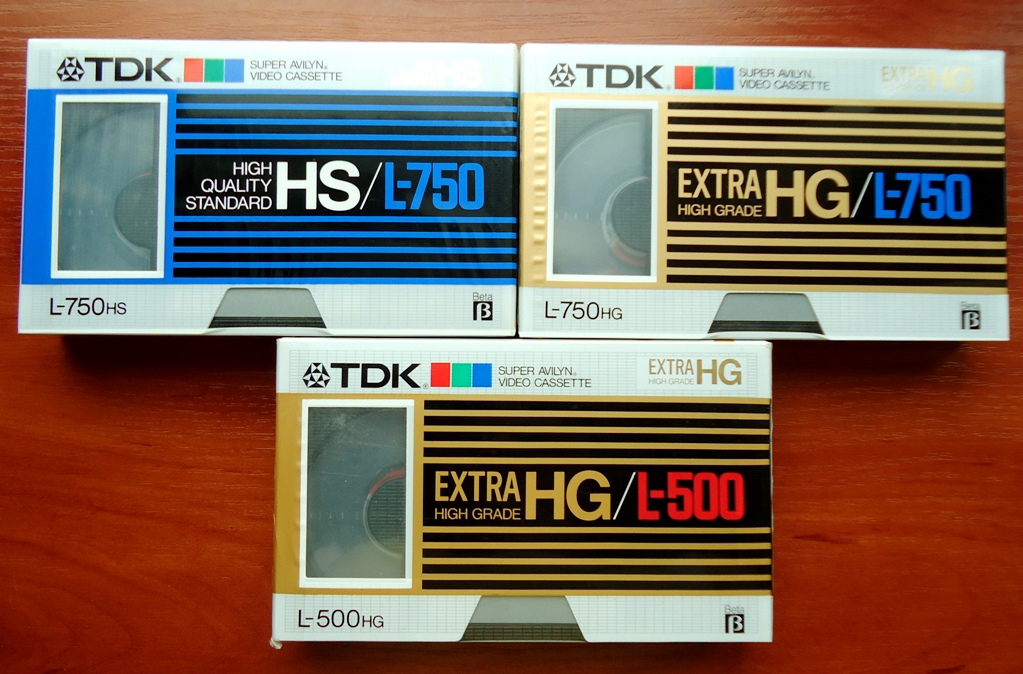 TDK® SUPER AVILYN®
VIDEO CASSETTE
HS
HIGH
QUALITY
STANDARD
HS/L-750
L-750HS
Beta
β
TDK® SUPER AVILYN®
VIDEO CASSETTE
EXTRA HG
EXTRA
HIGH GRADE
HG/L-750
L-750HG
Beta
β
TDK® SUPER AVILYN®
VIDEO CASSETTE
EXTRA
HIGH GRADE
HG
EXTRA
HIGH GRADE
HG/L-500
L-500HG
Beta
β